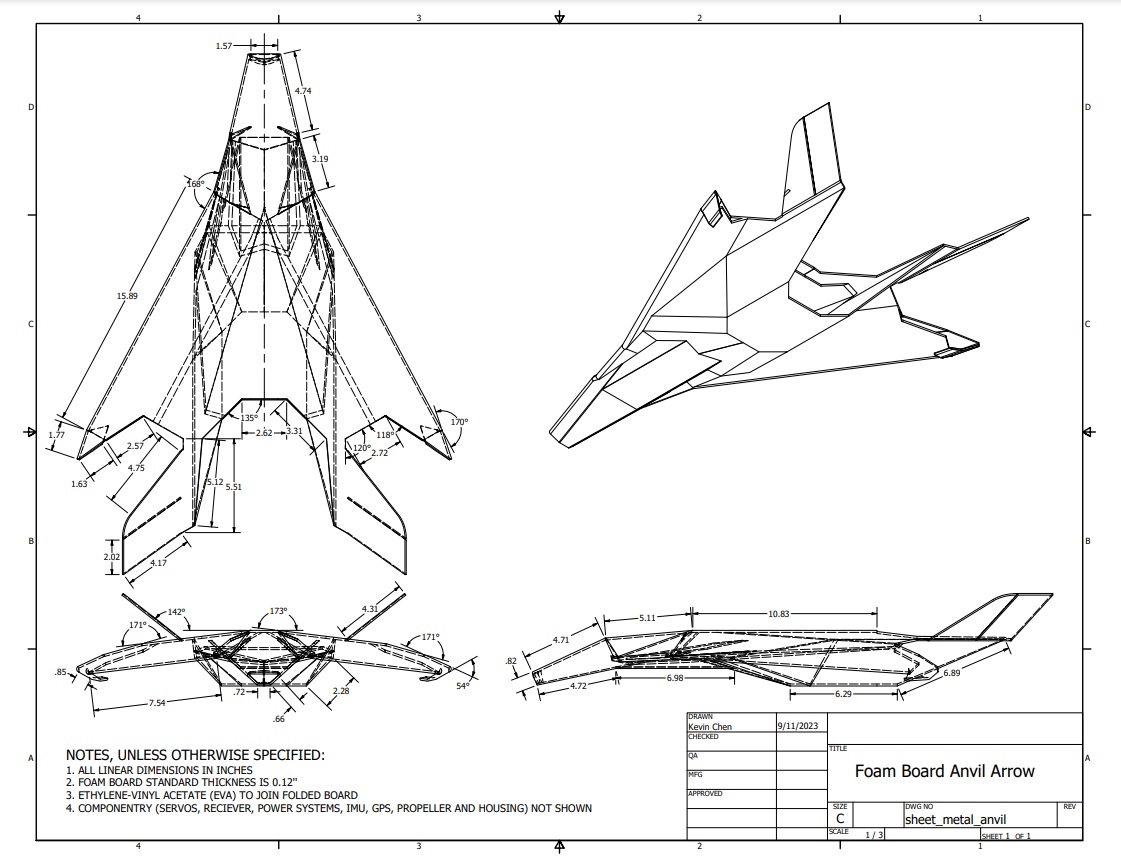 4 3 2 1
D D
C C
B B
A A
1.57
4.74
3.19
168°
15.89
1.77
1.63
2.57
4.75
135°
2.62
3.31
118°
120°
2.72
170°
5.12
5.51
2.02
4.17
142°
173°
4.31
171°
171°
.85
7.54
.72
.66
2.28
54°
5.11
10.83
4.71
.82
4.72
6.98
6.29
6.89
NOTES, UNLESS OTHERWISE SPECIFIED:
1. ALL LINEAR DIMENSIONS IN INCHES
2. FOAM BOARD STANDARD THICKNESS IS 0.12"
3. ETHYLENE-VINYL ACETATE (EVA) TO JOIN FOLDED BOARD
4. COMPONENTRY (SERVOS, RECIEVER, POWER SYSTEMS, IMU, GPS, PROPELLER AND HOUSING) NOT SHOWN
DRAWN
Kevin Chen 9/11/2023
CHECKED
QA
MFG
APPROVED
TITLE
Foam Board Anvil Arrow
SIZE
C
DWG NO
sheet_metal_anvil
REV
SCALE
1 / 3
SHEET 1 OF 1
4 3 2 1